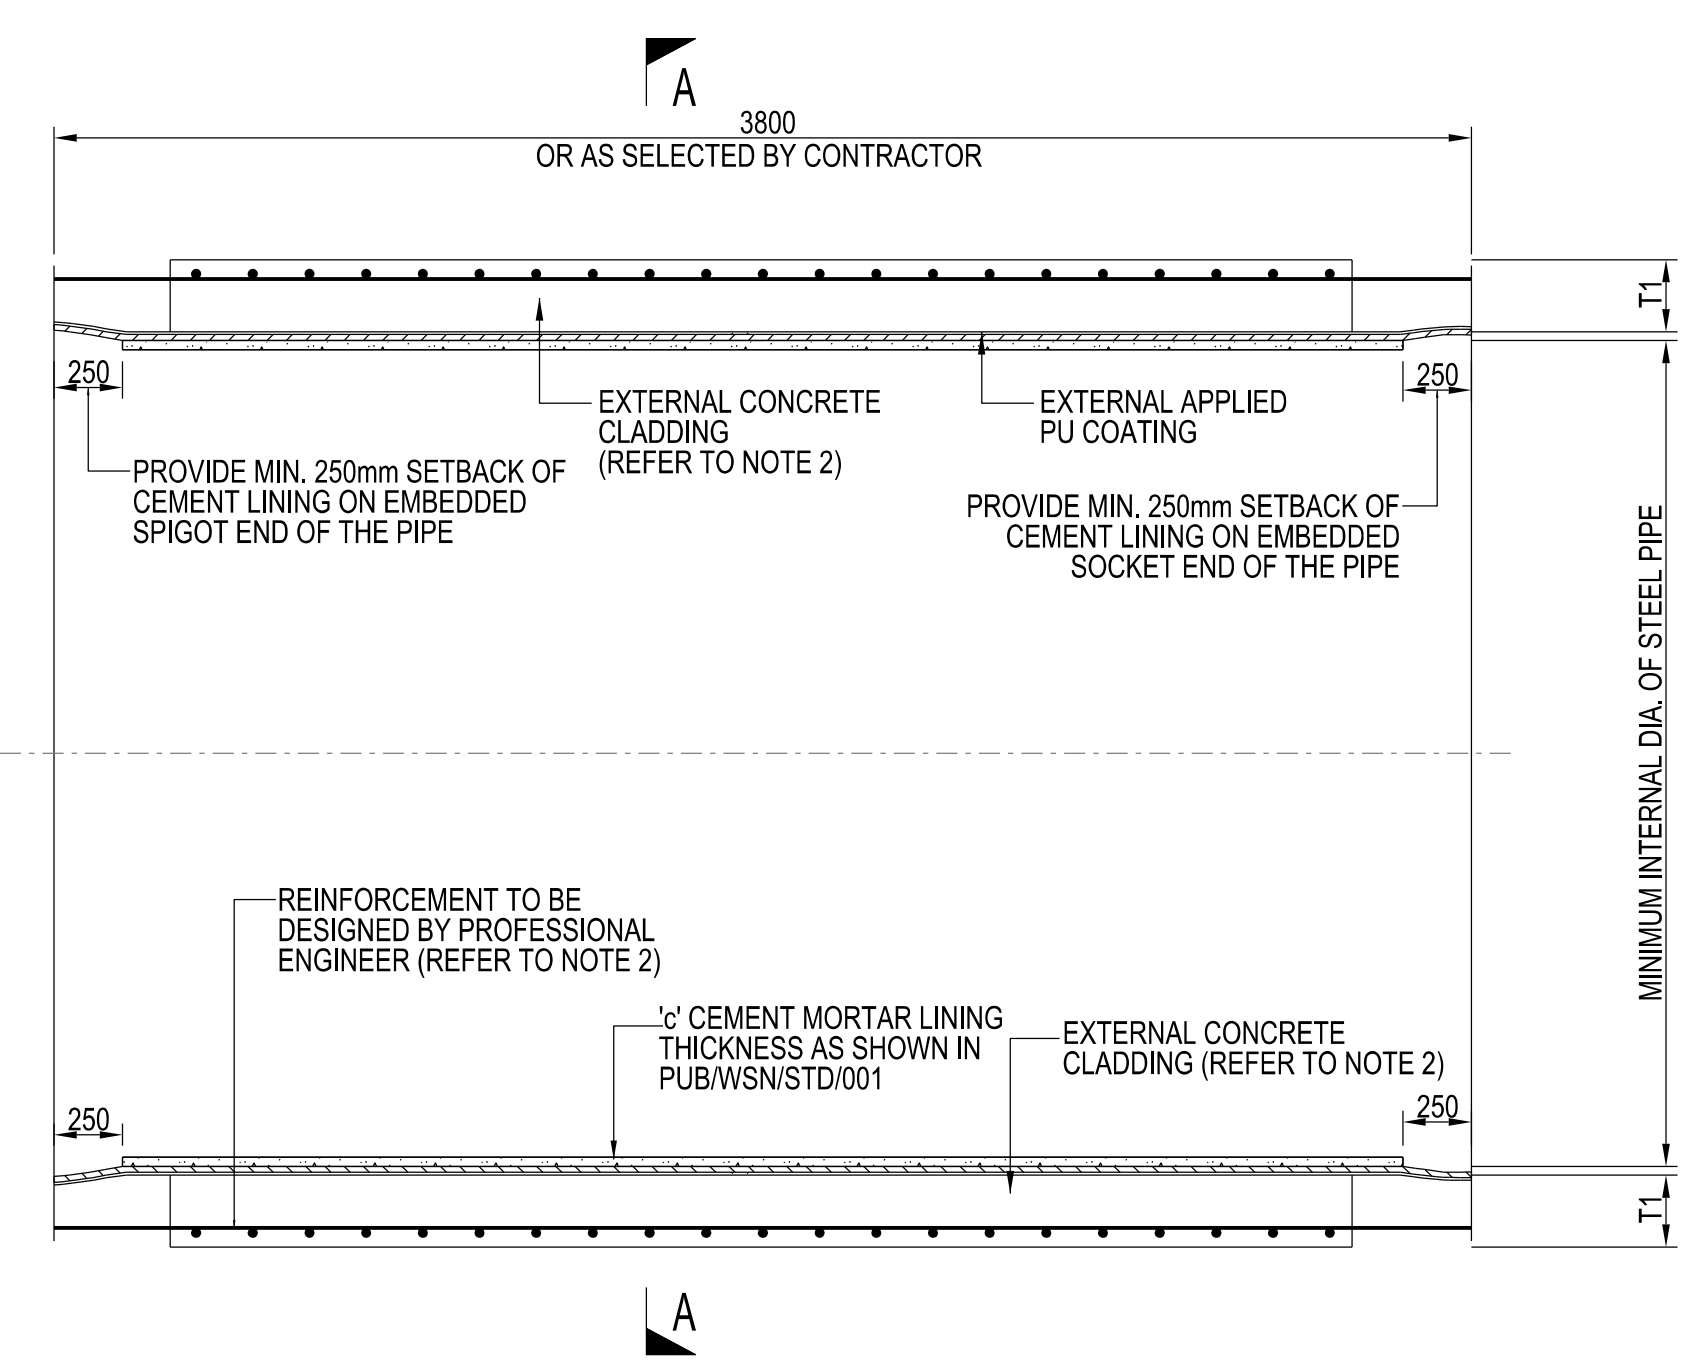 A
3800
OR AS SELECTED BY CONTRACTOR
T1
250
250
EXTERNAL CONCRETE
CLADDING
(REFER TO NOTE 2)
EXTERNAL APPLIED
PU COATING
PROVIDE MIN. 250mm SETBACK OF
CEMENT LINING ON EMBEDDED
SPIGOT END OF THE PIPE
PROVIDE MIN. 250mm SETBACK OF
CEMENT LINING ON EMBEDDED
SOCKET END OF THE PIPE
MINIMUM INTERNAL DIA. OF STEEL PIPE
REINFORCEMENT TO BE
DESIGNED BY PROFESSIONAL
ENGINEER (REFER TO NOTE 2)
'c' CEMENT MORTAR LINING
THICKNESS AS SHOWN IN
PUB/WSN/STD/001
EXTERNAL CONCRETE
CLADDING (REFER TO NOTE 2)
250
250
T1
A